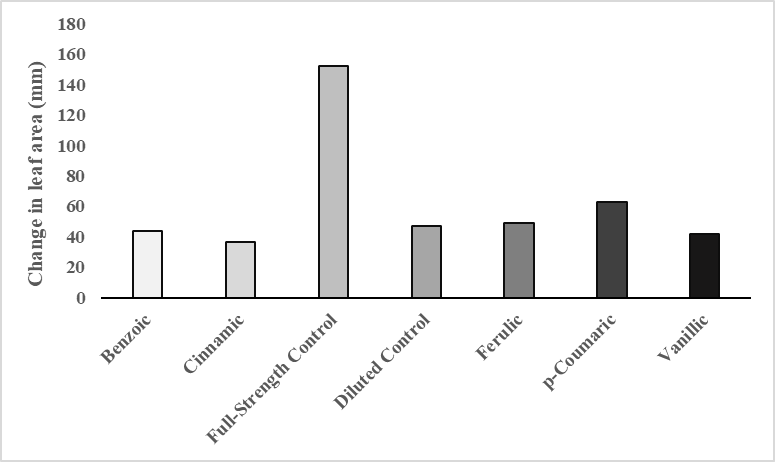 Change in leaf area (mm)
180
160
140
120
100
80
60
40
20
0
Benzoic
Cinnamic
Full-Strength Control
Diluted Control
Ferulic
p-Coumaric
Vanillic